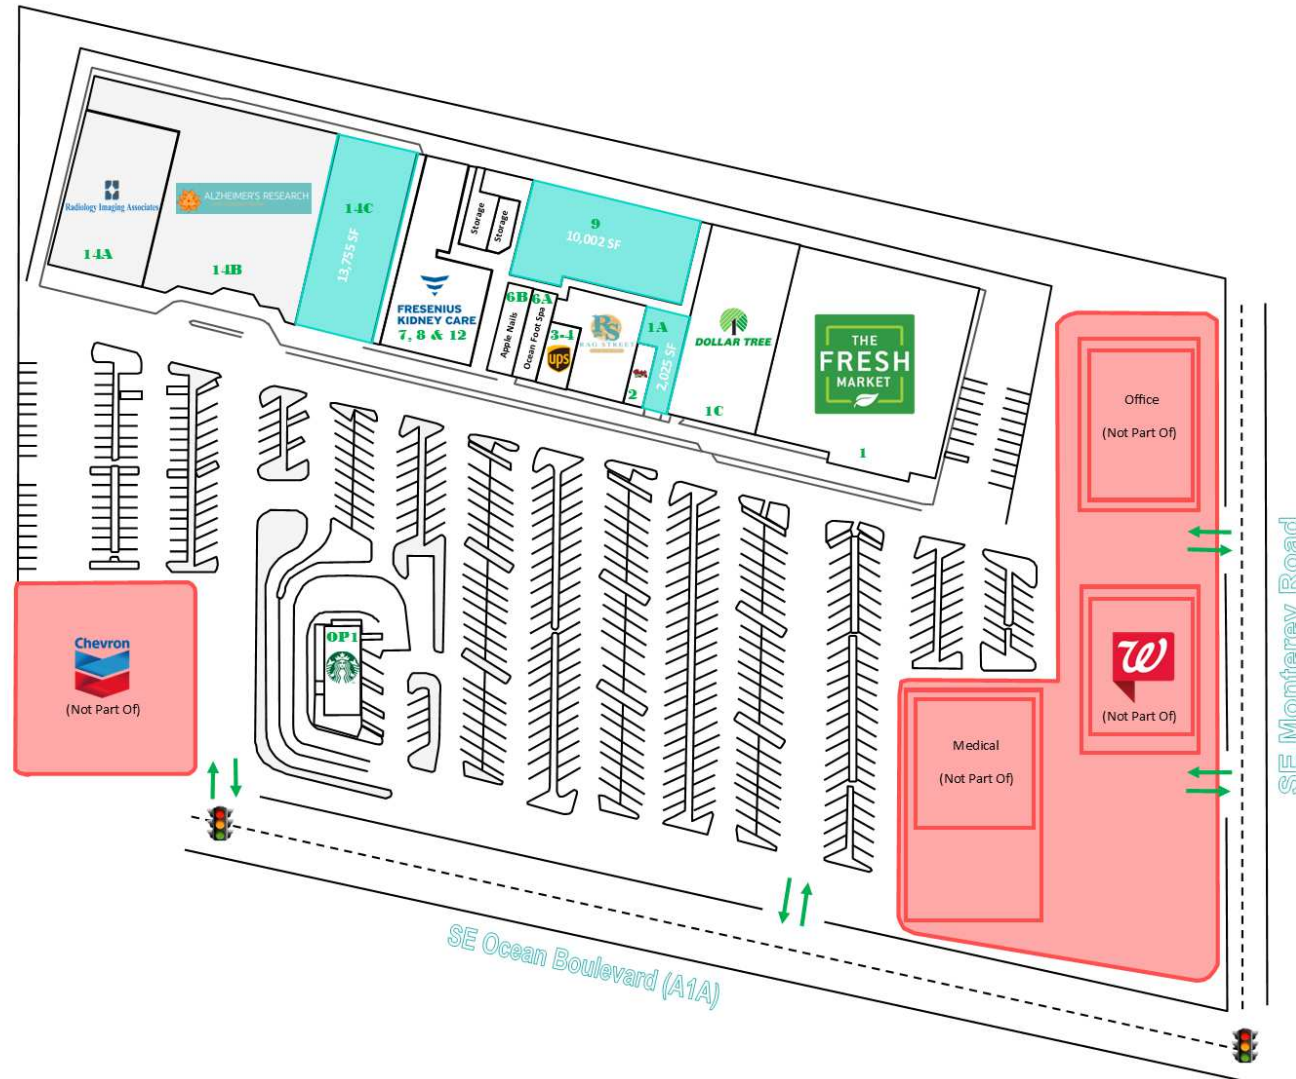 Radiology Imaging Associates
14A
ALZHEIMER'S RESEARCH
14B
14C
13,755 SF
FRESENIUS
KIDNEY CARE
7, 8 & 12
Storage
Storage
9
10,002 SF
6B
Apple Nails
6A
Ocean Foot Spa
3-4
ups
RS
2
1A
2,025 SF
DOLLAR TREE
1C
THE
FRESH
MARKET
1
Office
(Not Part Of)
W
(Not Part Of)
Medical
(Not Part Of)
Chevron
(Not Part Of)
OP1
SE Ocean Boulevard (A1A)
SE Monterey Road